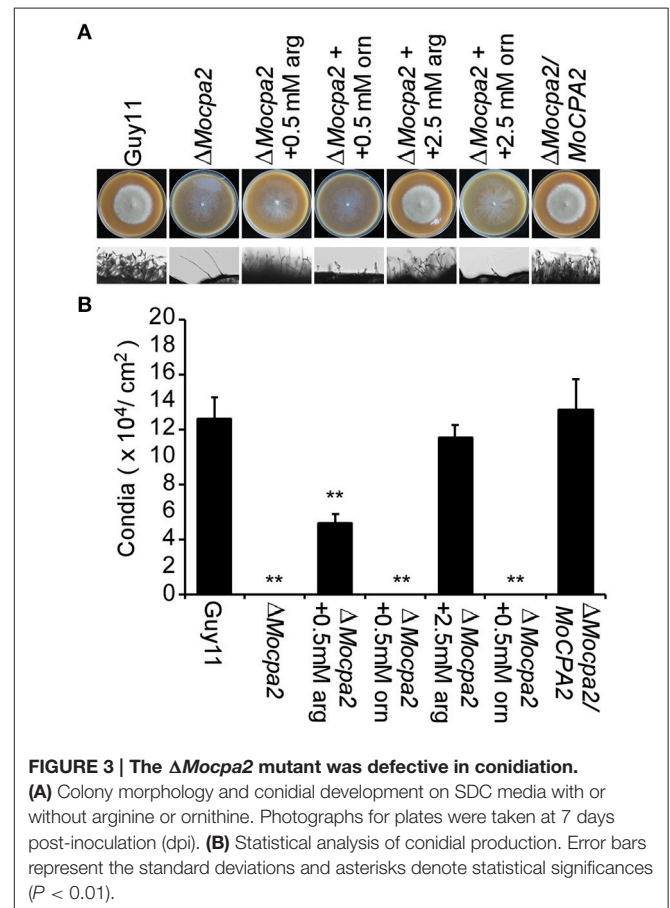 A
Guy11
ΔMocpa2
ΔMocpa2
+0.5 mM arg
ΔMocpa2 +
+0.5 mM orn
ΔMocpa2 +
+2.5 mM arg
ΔMocpa2 +
+2.5 mM orn
ΔMocpa2/
MoCPA2
B
Condia ( x 10⁴/ cm²)
20
18
16
14
12
10
8
6
4
2
0
**
**
**
**
Guy11
ΔMocpa2
ΔMocpa2
+0.5mM arg
ΔMocpa2
+0.5mM orn
ΔMocpa2
+2.5mM arg
ΔMocpa2
+0.5mM orn
ΔMocpa2/
MoCPA2
FIGURE 3 | The ΔMocpa2 mutant was defective in conidiation.
(A) Colony morphology and conidial development on SDC media with or
without arginine or ornithine. Photographs for plates were taken at 7 days
post-inoculation (dpi). (B) Statistical analysis of conidial production. Error bars
represent the standard deviations and asterisks denote statistical significances
(P < 0.01).